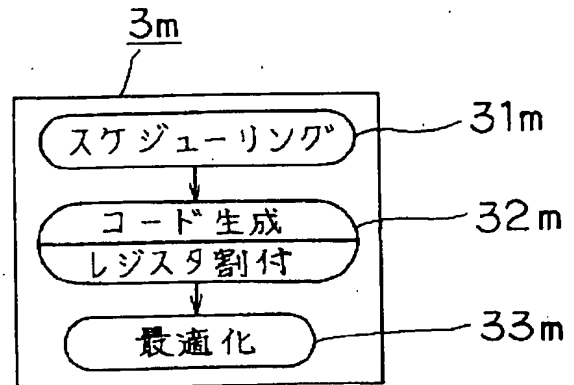 3m
スケジューリング
31m
コード生成
32m
レジスタ割付
最適化
33m